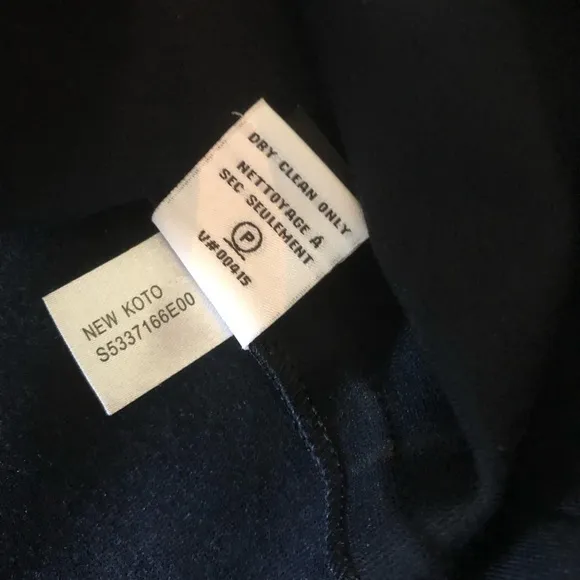 DRY CLEAN ONLY
NETTOYAGE À
SEC SEULEMENT
P
U#00415
NEW KOTO
S5337166E00